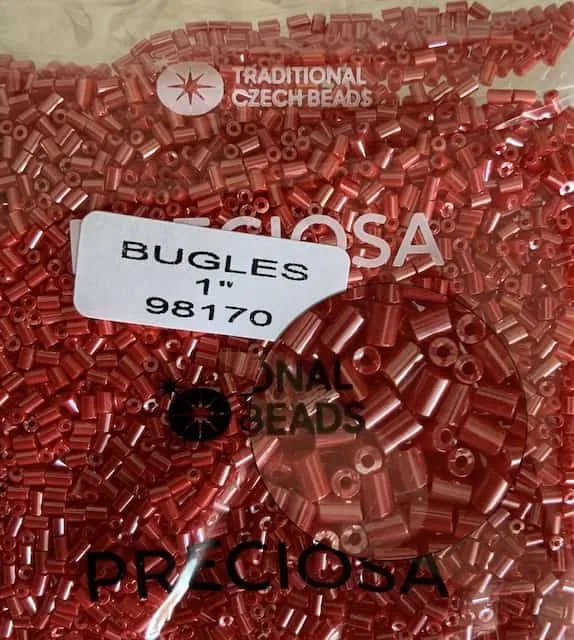 TRADITIONAL
CZECH BEADS
PRECIOSA
BUGLES
1"
98170
ONAL
BEADS
PRECIOSA